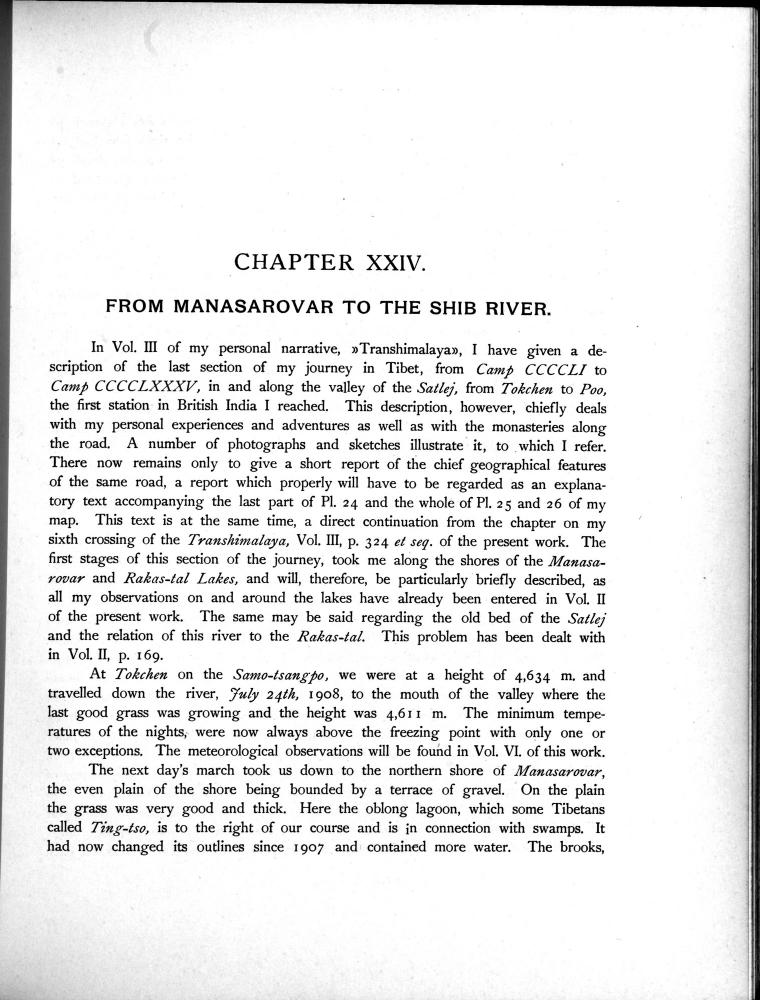 CHAPTER XXIV.
FROM MANASAROVAR TO THE SHIB RIVER.
In Vol. III of my personal narrative, »Transhimalaya», I have given a de-
scription of the last section of my journey in Tibet, from Camp CCCCLI to
Camp CCCCLXXXV, in and along the valley of the Satlej, from Tokchen to Poo,
the first station in British India I reached. This description, however, chiefly deals
with my personal experiences and adventures as well as with the monasteries along
the road. A number of photographs and sketches illustrate it, to which I refer.
There now remains only to give a short report of the chief geographical features
of the same road, a report which properly will have to be regarded as an explana-
tory text accompanying the last part of Pl. 24 and the whole of Pl. 25 and 26 of my
map. This text is at the same time, a direct continuation from the chapter on my
sixth crossing of the Transhimalaya, Vol. III, p. 324 et seq. of the present work. The
first stages of this section of the journey, took me along the shores of the Manasa-
rovar and Rakas-tal Lakes, and will, therefore, be particularly briefly described, as
all my observations on and around the lakes have already been entered in Vol. II
of the present work. The same may be said regarding the old bed of the Satlej
and the relation of this river to the Rakas-tal. This problem has been dealt with
in Vol. II, p. 169.
At Tokchen on the Samo-tsangpo, we were at a height of 4,634 m. and
travelled down the river, July 24th, 1908, to the mouth of the valley where the
last good grass was growing and the height was 4,611 m. The minimum tempe-
ratures of the nights, were now always above the freezing point with only one or
two exceptions. The meteorological observations will be found in Vol. VI. of this work.
The next day's march took us down to the northern shore of Manasarovar,
the even plain of the shore being bounded by a terrace of gravel. On the plain
the grass was very good and thick. Here the oblong lagoon, which some Tibetans
called Ting-tso, is to the right of our course and is in connection with swamps. It
had now changed its outlines since 1907 and contained more water. The brooks,